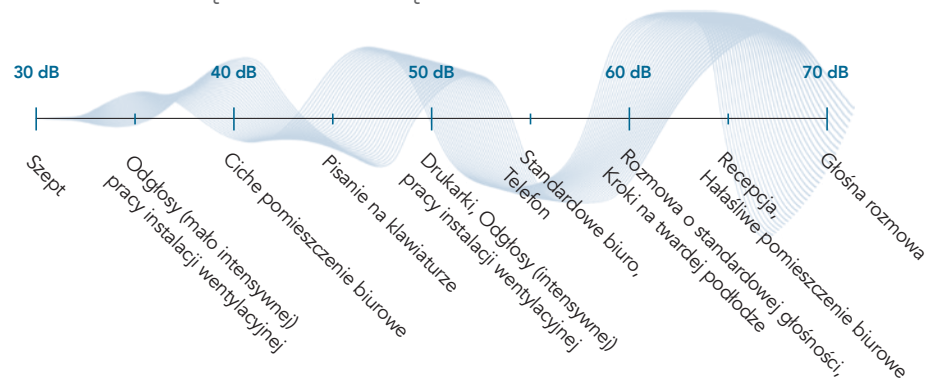 30 dB
40 dB
50 dB
60 dB
70 dB
Szept
Odgłosy (mało intensywnej)
pracy instalacji wentylacyjnej
Ciche pomieszczenie biurowe
Pisanie na klawiaturze
Drukarki, Odgłosy (intensywnej)
pracy instalacji wentylacyjnej
Standardowe biuro,
Telefon
Rozmowa o standardowej głośności,
Kroki na twardej podłodze
Recepcja,
Hałaśliwe pomieszczenie biurowe
Głośna rozmowa